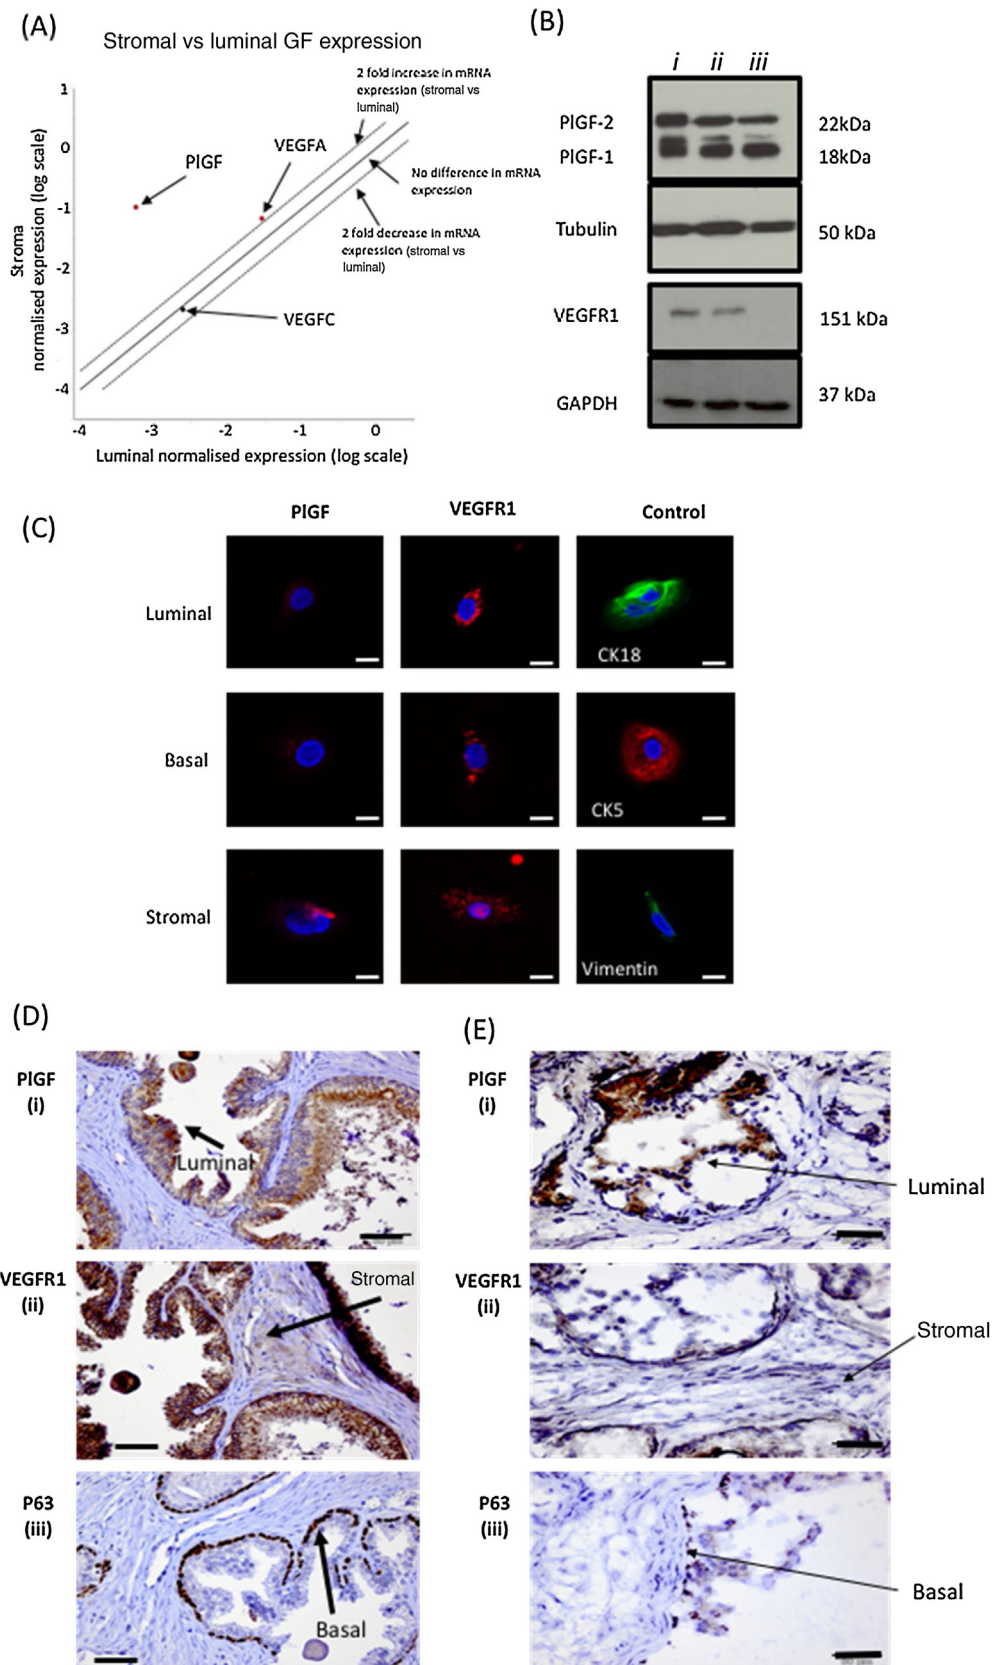 (A)
Stromal vs luminal GF expression
2 fold increase in mRNA
expression (stromal vs
luminal)
1
0
-1
-2
-3
-4
Stroma
normalised expression (log scale)
PlGF
VEGFA
No difference in mRNA
expression
2 fold decrease in mRNA
expression (stromal vs
luminal)
VEGFC
-4
-3
-2
-1
0
Luminal normalised expression (log scale)
(B)
i ii iii
PlGF-2
22kDa
PlGF-1
18kDa
Tubulin
50 kDa
VEGFR1
151 kDa
GAPDH
37 kDa
(C)
PlGF
VEGFR1
Control
Luminal
CK18
Basal
CK5
Stromal
Vimentin
(D)
PlGF
(i)
Luminal
VEGFR1
(ii)
Stromal
P63
(iii)
Basal
(E)
PlGF
(i)
Luminal
VEGFR1
(ii)
Stromal
P63
(iii)
Basal